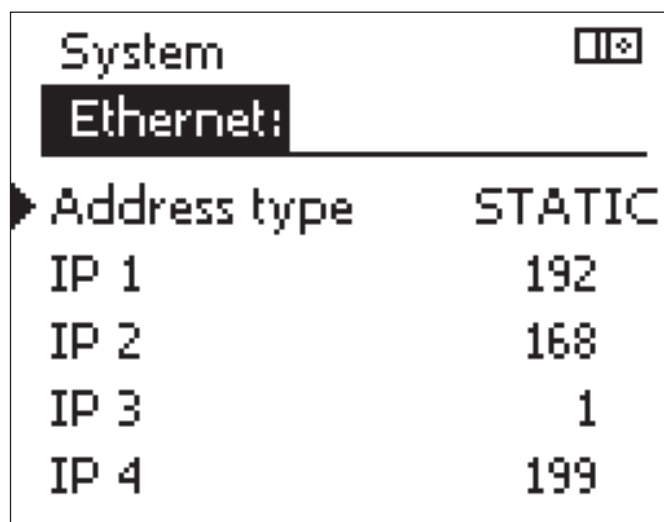 System
Ethernet:
Address type STATIC
IP 1 192
IP 2 168
IP 3 1
IP 4 199